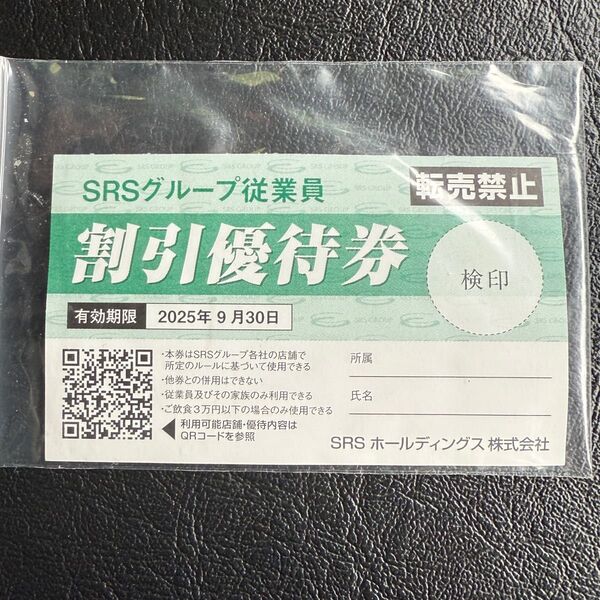 SRSグループ従業員
転売禁止
割引優待券
検印
有効期限 2025年9月30日
・本券はSRSグループ各社の店舗で
所定のルールに基づいて使用できる
・他券との併用はできない
・従業員及びその家族のみ利用できる
・ご飲食3万円以下の場合のみ使用できる
◀ 利用可能店舗・優待内容は
QRコードを参照
所属
氏名
SRS ホールディングス株式会社
SRS GROUP